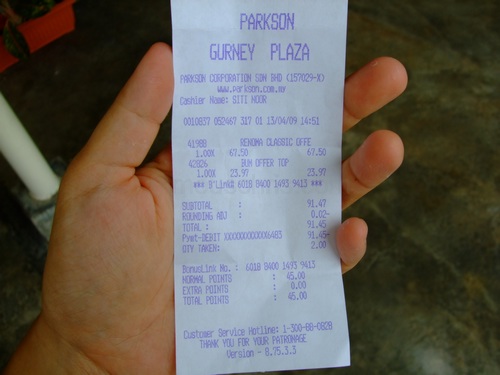 PARKSON
GURNEY PLAZA
PARKSON CORPORATION SDN BHD (157029-X)
www.parkson.com.my
Cashier Name: SITI NOOR
0010837 052467 317 01 13/04/09 14:51
41988 RENOMA CLASSIC OFFE
1.00X 67.50 67.50
42826 BUM OFFER TOP
1.00X 23.97 23.97
*** B'Link# 6018 8400 1493 9413 ***
SUBTOTAL : 91.47
ROUNDING ADJ : 0.02-
TOTAL : 91.45
Pymt-DEBIT XXXXXXXXXXXX6483 91.45-
QTY TAKEN: 2.00
BonusLink No. : 6018 8400 1493 9413
NORMAL POINTS : 45.00
EXTRA POINTS : 0.00
TOTAL POINTS : 45.00
Customer Service Hotline: 1-300-88-0828
THANK YOU FOR YOUR PATRONAGE
Version - 8.75.3.3